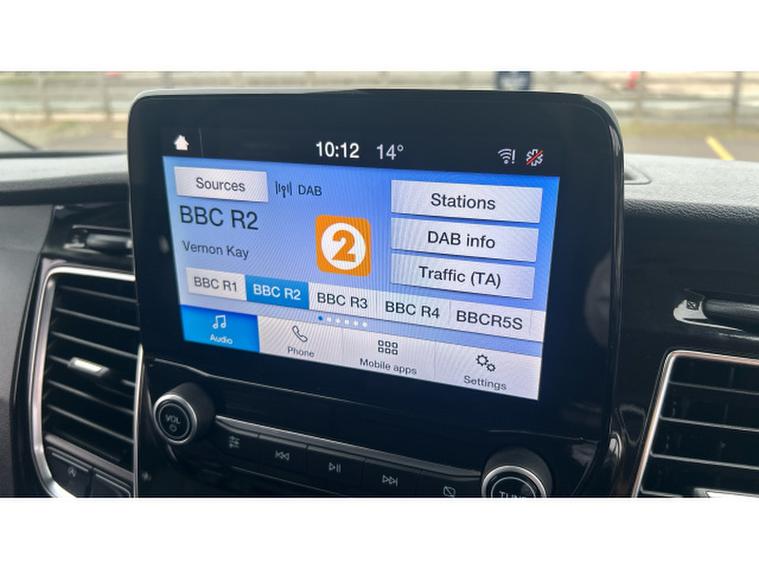 10:12 14°
Sources DAB
Stations
BBC R2
2
DAB info
Vernon Kay
Traffic (TA)
BBC R1 BBC R2 BBC R3 BBC R4 BBCR5S
Audio Phone Mobile apps Settings
VOL
TUNE